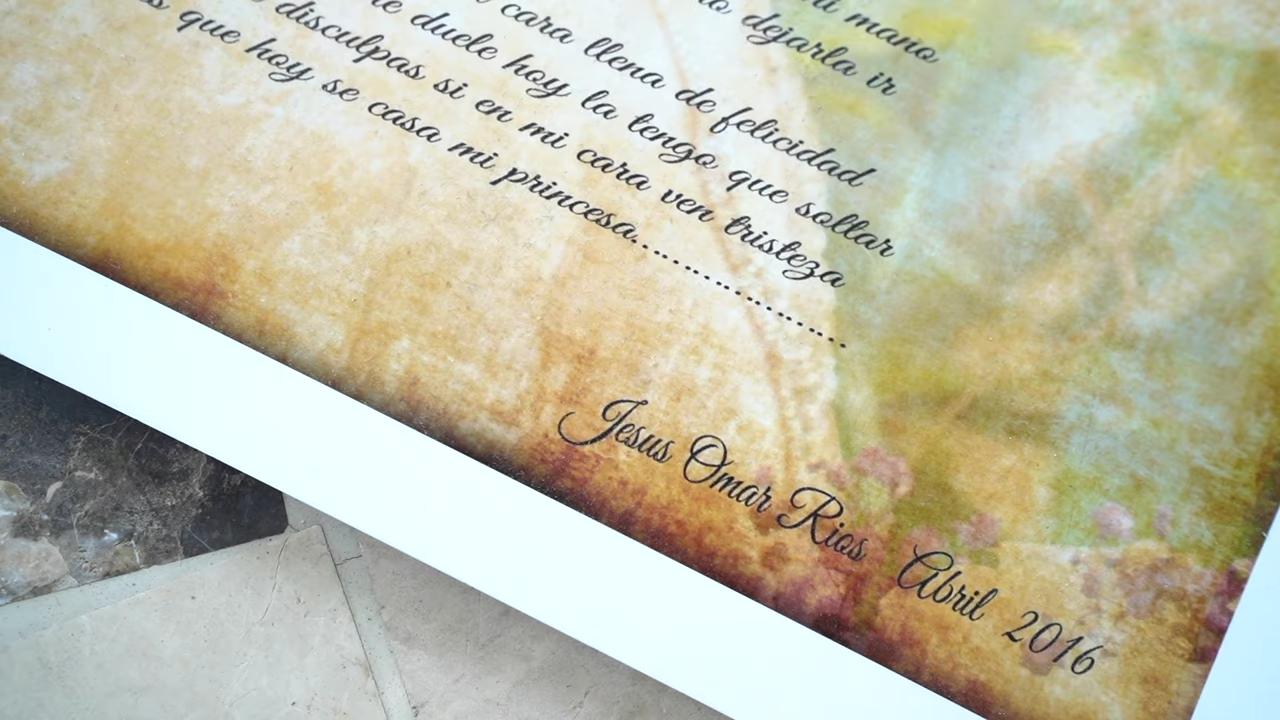 mano
dejarla ir
cara llena de felicidad
duele hoy la tengo que soltar
disculpas si en mi cara ven tristeza
que hoy se casa mi princesa...............
Jesus Omar Rios Abril 2016